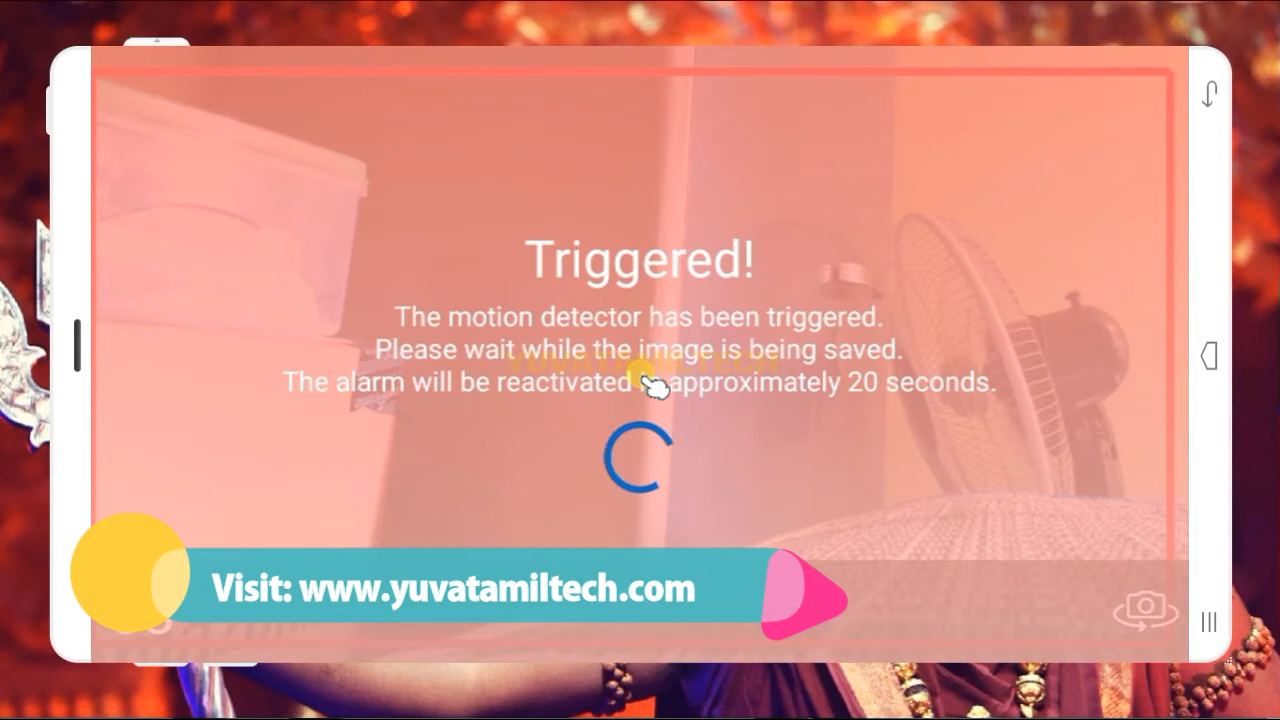 Triggered!
The motion detector has been triggered.
Please wait while the image is being saved.
YUVATAMILTECH
The alarm will be reactivated approximately 20 seconds.
Visit: www.yuvatamiltech.com